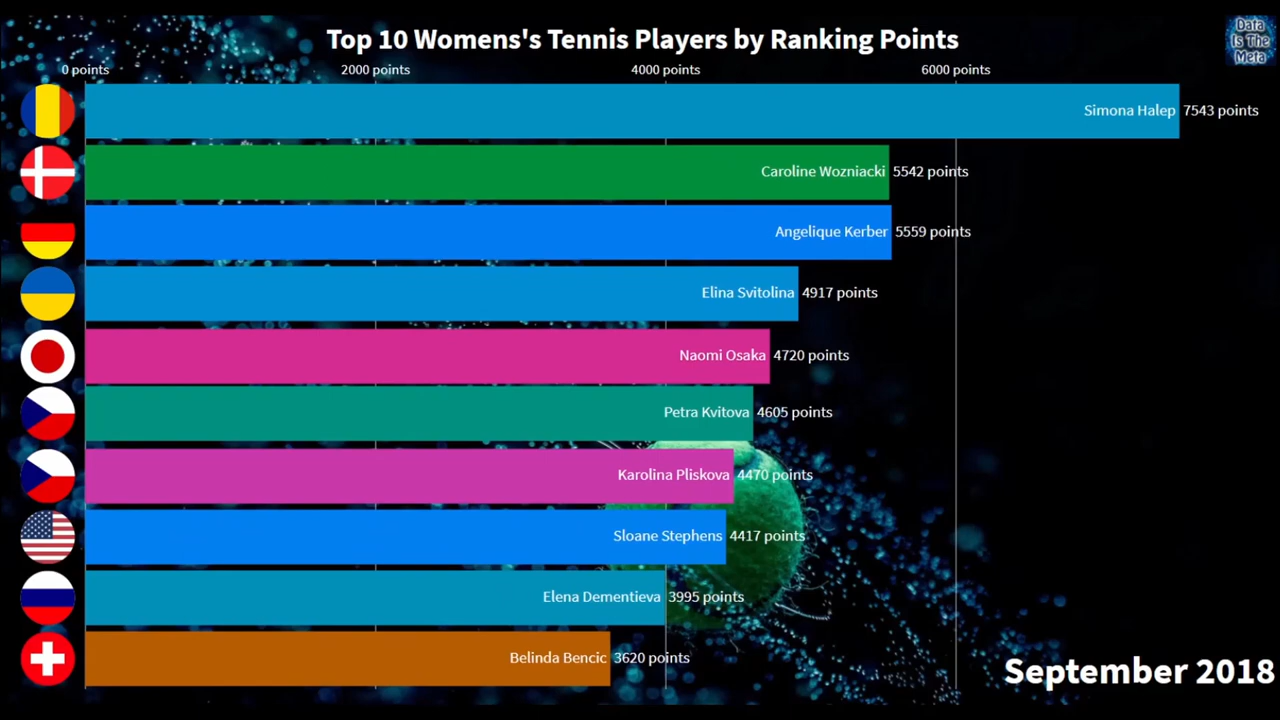 Top 10 Womens's Tennis Players by Ranking Points
Data
Is The
Meta
0 points 2000 points 4000 points 6000 points
Simona Halep 7543 points
Caroline Wozniacki 5542 points
Angelique Kerber 5559 points
Elina Svitolina 4917 points
Naomi Osaka 4720 points
Petra Kvitova 4605 points
Karolina Pliskova 4470 points
Sloane Stephens 4417 points
Elena Dementieva 3995 points
Belinda Bencic 3620 points
September 2018